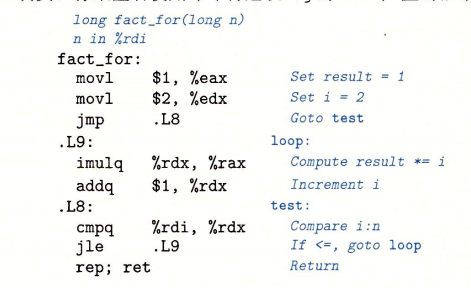 long fact_for(long n)
n in %rdi
fact_for:
movl $1, %eax Set result = 1
movl $2, %edx Set i = 2
jmp .L8 Goto test
.L9: loop:
imulq %rdx, %rax Compute result *= i
addq $1, %rdx Increment i
.L8: test:
cmpq %rdi, %rdx Compare i:n
jle .L9 If <=, goto loop
rep; ret Return